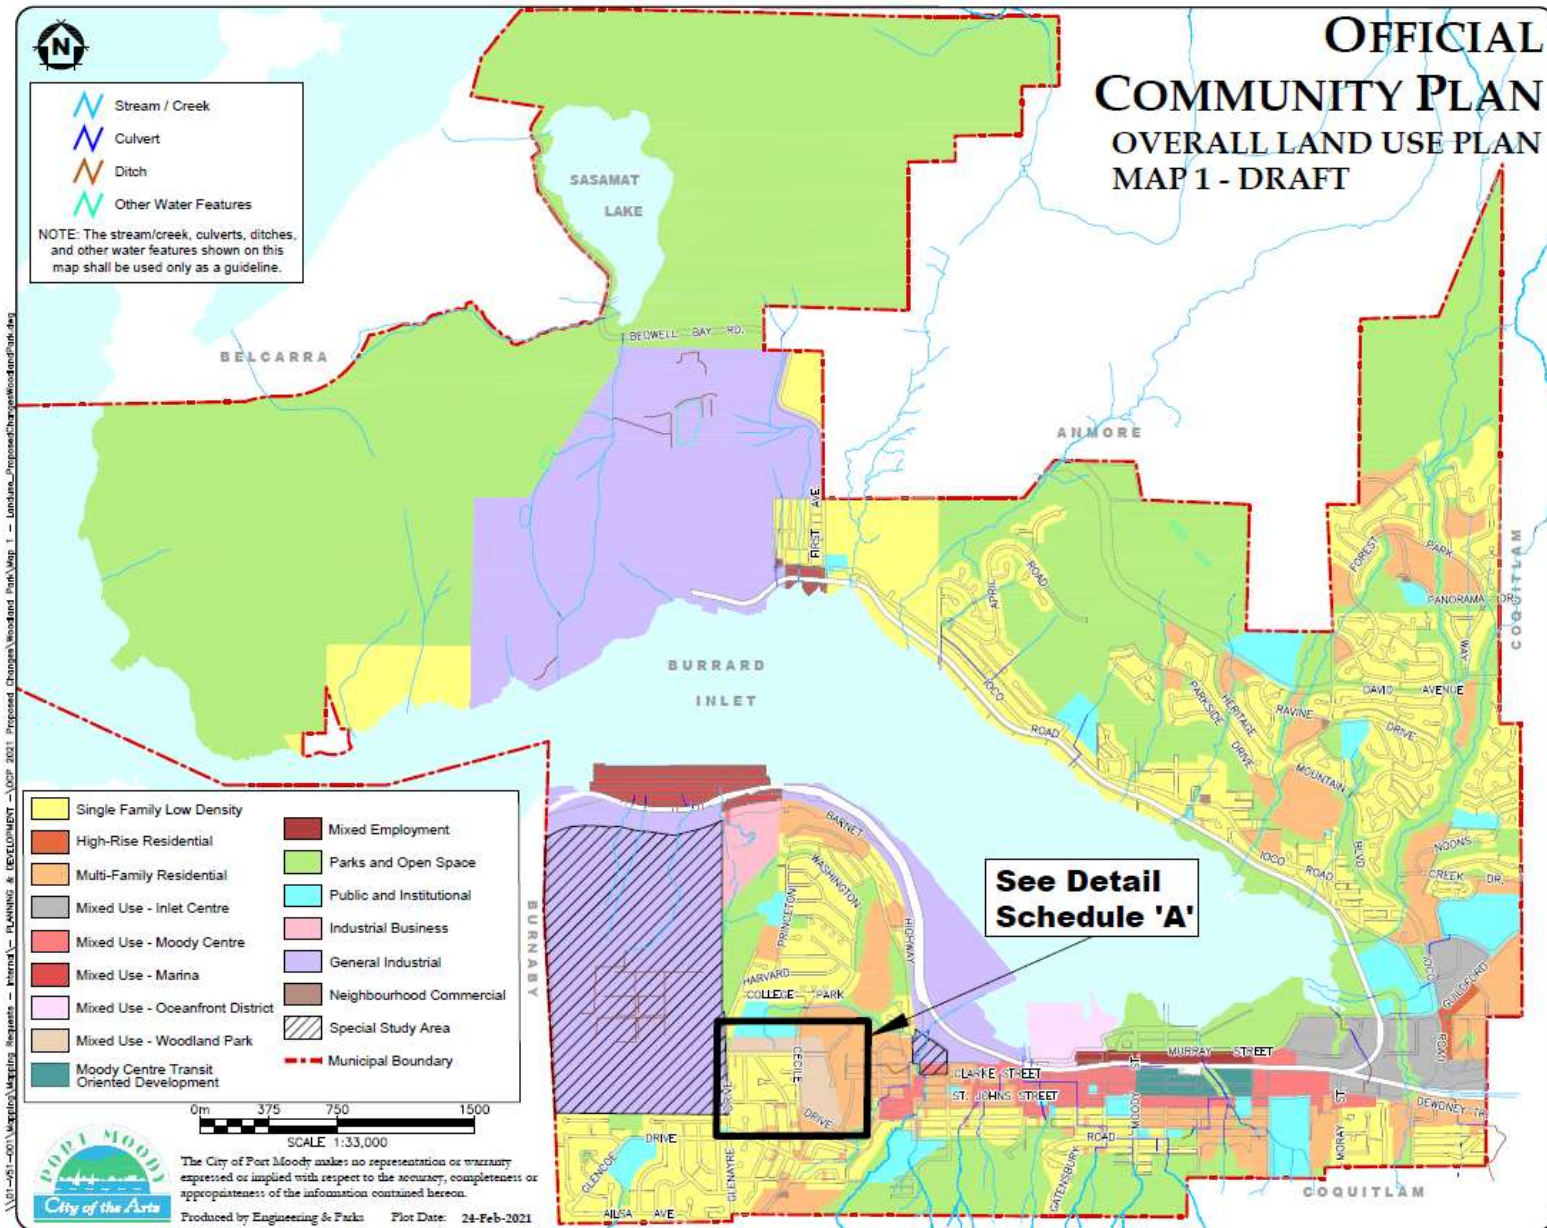 OFFICIAL
COMMUNITY PLAN
OVERALL LAND USE PLAN
MAP 1 - DRAFT
N
Stream / Creek
Culvert
Ditch
Other Water Features
NOTE: The stream/creek, culverts, ditches,
and other water features shown on this
map shall be used only as a guideline.
SASAMAT
LAKE
BEDWELL BAY RD.
BELCARRA
ANMORE
COQUITLAM
FIRST AVE.
APRIL
ROAD
FOREST
PARK
PANORAMA DR.
WAY
DAVID AVENUE
BURRARD
INLET
IOCO
ROAD
PARKSIDE
DRIVE
HERITAGE
RAVINE
DRIVE
MOUNTAIN
BLVD
IOCO
ROAD
NOONS
CREEK DR.
Single Family Low Density
High-Rise Residential
Multi-Family Residential
Mixed Use - Inlet Centre
Mixed Use - Moody Centre
Mixed Use - Marina
Mixed Use - Oceanfront District
Mixed Use - Woodland Park
Moody Centre Transit
Oriented Development
Mixed Employment
Parks and Open Space
Public and Institutional
Industrial Business
General Industrial
Neighbourhood Commercial
Special Study Area
Municipal Boundary
BURNABY
BARNET
HIGHWAY
WASHINGTON
PRINCETON
HARVARD
COLLEGE PARK
See Detail
Schedule 'A'
CECILE
DRIVE
CLARKE STREET
ST. JOHNS STREET
MURRAY STREET
MOODY ST.
IOCO
ROAD
GUILDFORD
DEWDNEY TR.
MORAY ST.
ROAD
GATENSBURY
GLENAYRE
DRIVE
GLENCOE
AILSA AVE
COQUITLAM
0m 375 750 1500
SCALE 1:33,000
PORT MOODY
City of the Arts
The City of Port Moody makes no representation or warranty
expressed or implied with respect to the accuracy, completeness or
appropriateness of the information contained hereon.
Produced by Engineering & Parks Plot Date: 24-Feb-2021